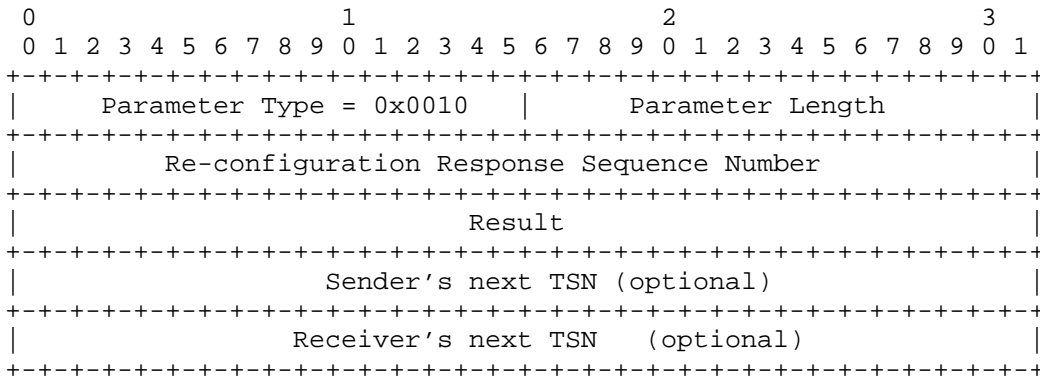 0                   1                   2                   3
0 1 2 3 4 5 6 7 8 9 0 1 2 3 4 5 6 7 8 9 0 1 2 3 4 5 6 7 8 9 0 1
+-+-+-+-+-+-+-+-+-+-+-+-+-+-+-+-+-+-+-+-+-+-+-+-+-+-+-+-+-+-+-+-+
| Parameter Type = 0x0010 | Parameter Length |
+-+-+-+-+-+-+-+-+-+-+-+-+-+-+-+-+-+-+-+-+-+-+-+-+-+-+-+-+-+-+-+-+
| Re-configuration Response Sequence Number |
+-+-+-+-+-+-+-+-+-+-+-+-+-+-+-+-+-+-+-+-+-+-+-+-+-+-+-+-+-+-+-+-+
| Result |
+-+-+-+-+-+-+-+-+-+-+-+-+-+-+-+-+-+-+-+-+-+-+-+-+-+-+-+-+-+-+-+-+
| Sender's next TSN (optional) |
+-+-+-+-+-+-+-+-+-+-+-+-+-+-+-+-+-+-+-+-+-+-+-+-+-+-+-+-+-+-+-+-+
| Receiver's next TSN (optional) |
+-+-+-+-+-+-+-+-+-+-+-+-+-+-+-+-+-+-+-+-+-+-+-+-+-+-+-+-+-+-+-+-+